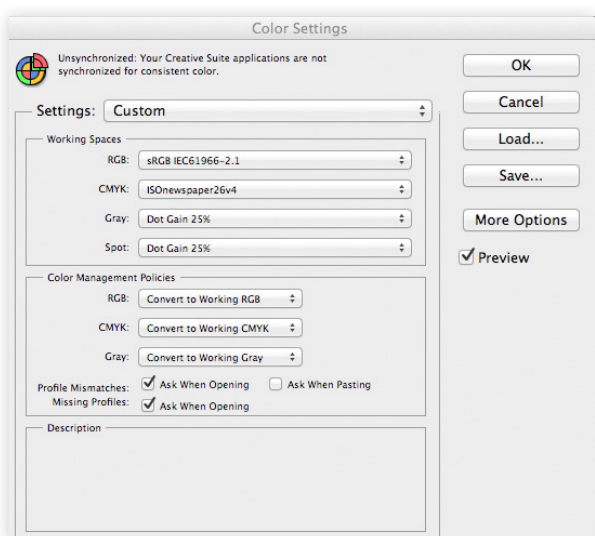 Color Settings
Unsynchronized: Your Creative Suite applications are not
synchronized for consistent color.
OK
Cancel
Load...
Save...
More Options
Preview
Settings: Custom
Working Spaces
RGB: sRGB IEC61966-2.1
CMYK: ISOnewspaper26v4
Gray: Dot Gain 25%
Spot: Dot Gain 25%
Color Management Policies
RGB: Convert to Working RGB
CMYK: Convert to Working CMYK
Gray: Convert to Working Gray
Profile Mismatches: Ask When Opening Ask When Pasting
Missing Profiles: Ask When Opening
Description